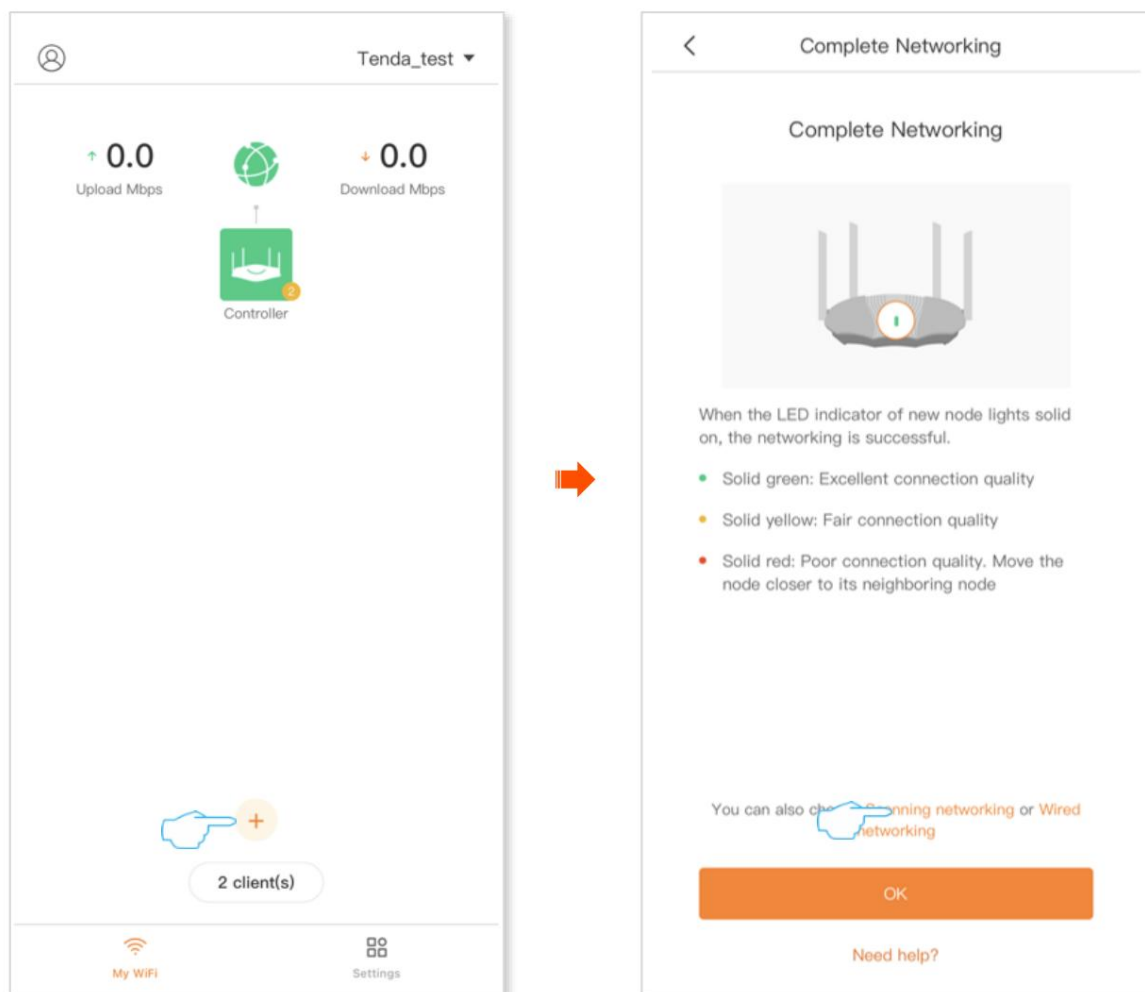 Tenda_test
0.0
Upload Mbps
0.0
Download Mbps
2
Controller
2 client(s)
My WiFi
Settings
Complete Networking
Complete Networking
When the LED indicator of new node lights solid
on, the networking is successful.
Solid green: Excellent connection quality
Solid yellow: Fair connection quality
Solid red: Poor connection quality. Move the
node closer to its neighboring node
You can also networking or Wired
networking
OK
Need help?